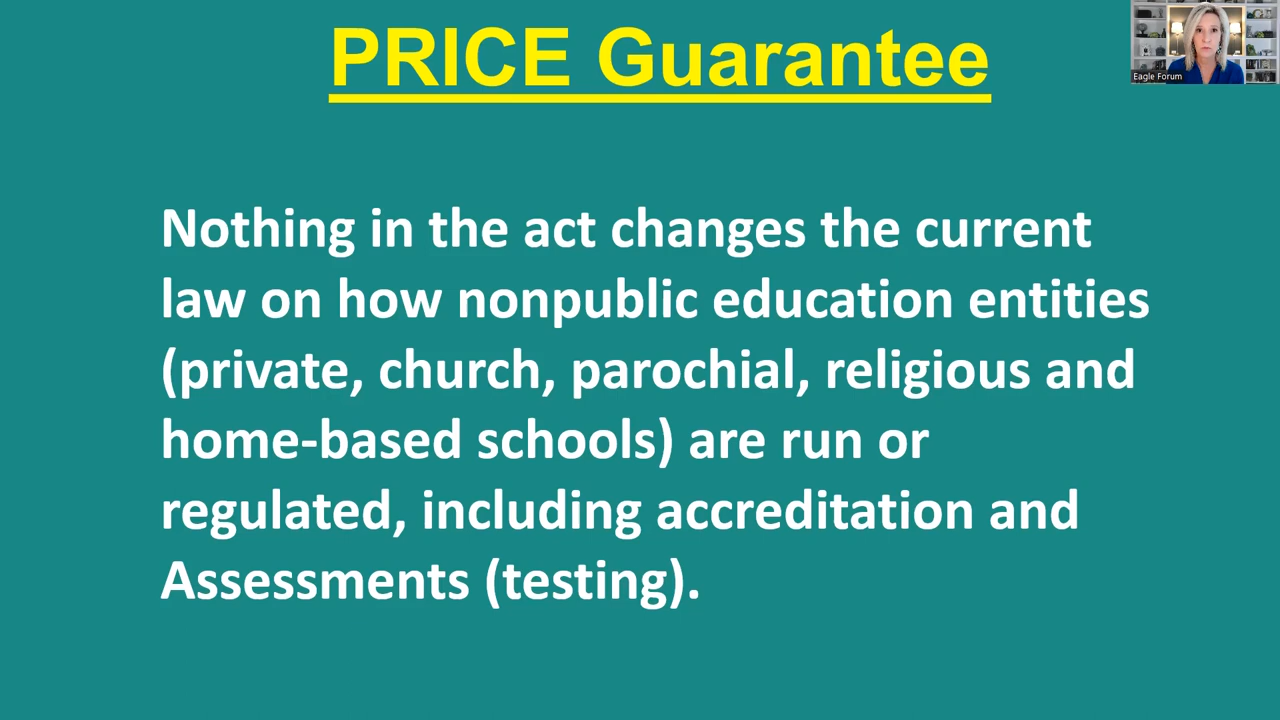 PRICE Guarantee
Eagle Forum
Nothing in the act changes the current
law on how nonpublic education entities
(private, church, parochial, religious and
home-based schools) are run or
regulated, including accreditation and
Assessments (testing).